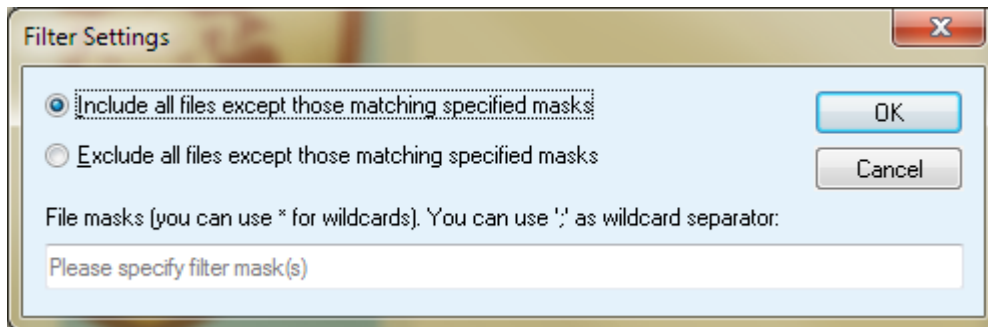 Filter Settings
Include all files except those matching specified masks
OK
Exclude all files except those matching specified masks
Cancel
File masks (you can use * for wildcards). You can use ';' as wildcard separator:
Please specify filter mask(s)